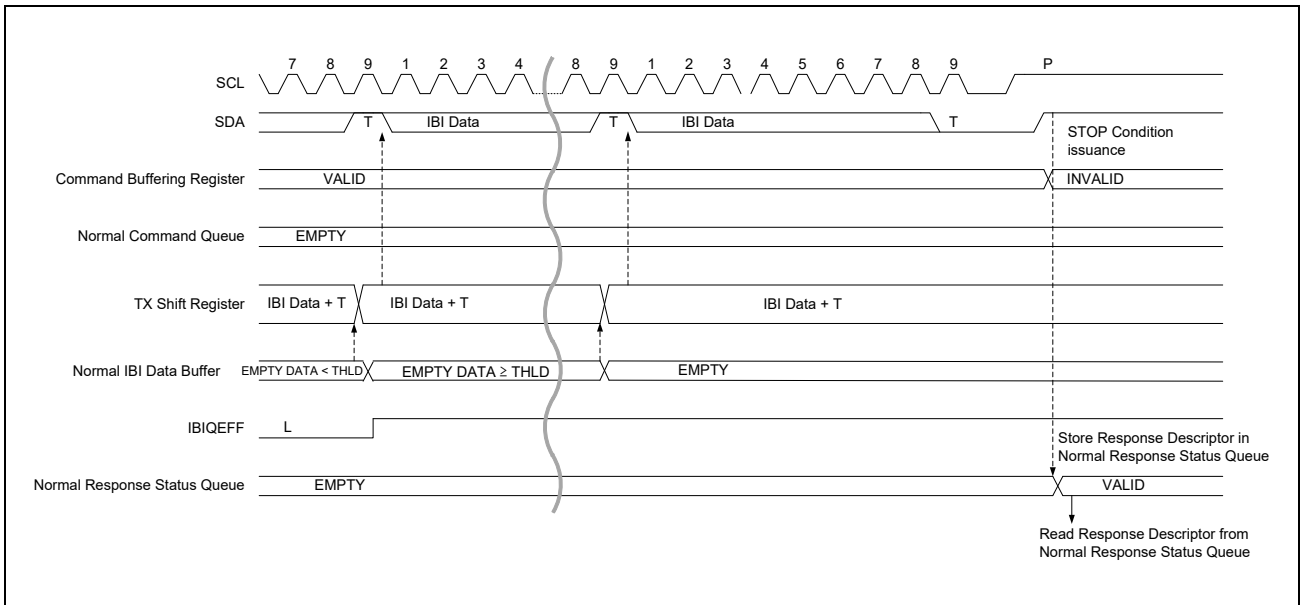 7 8 9 1 2 3 4 8 9 1 2 3 4 5 6 7 8 9 P
SCL
SDA T IBI Data T IBI Data T
STOP Condition
issuance
Command Buffering Register VALID INVALID
Normal Command Queue EMPTY
TX Shift Register IBI Data + T IBI Data + T IBI Data + T
Normal IBI Data Buffer EMPTY DATA < THLD EMPTY DATA ≥ THLD EMPTY
IBIQEFF L
Store Response Descriptor in
Normal Response Status Queue
Normal Response Status Queue EMPTY VALID
Read Response Descriptor from
Normal Response Status Queue